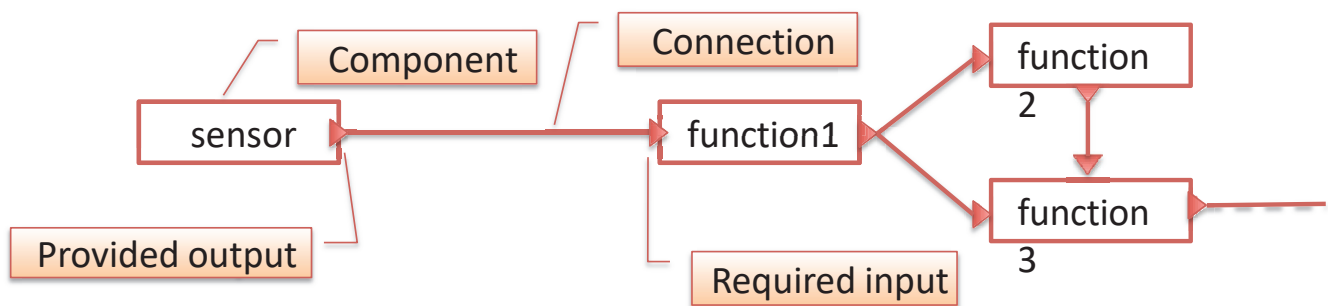 Component
Connection
sensor
function1
function
2
function
3
Provided output
Required input